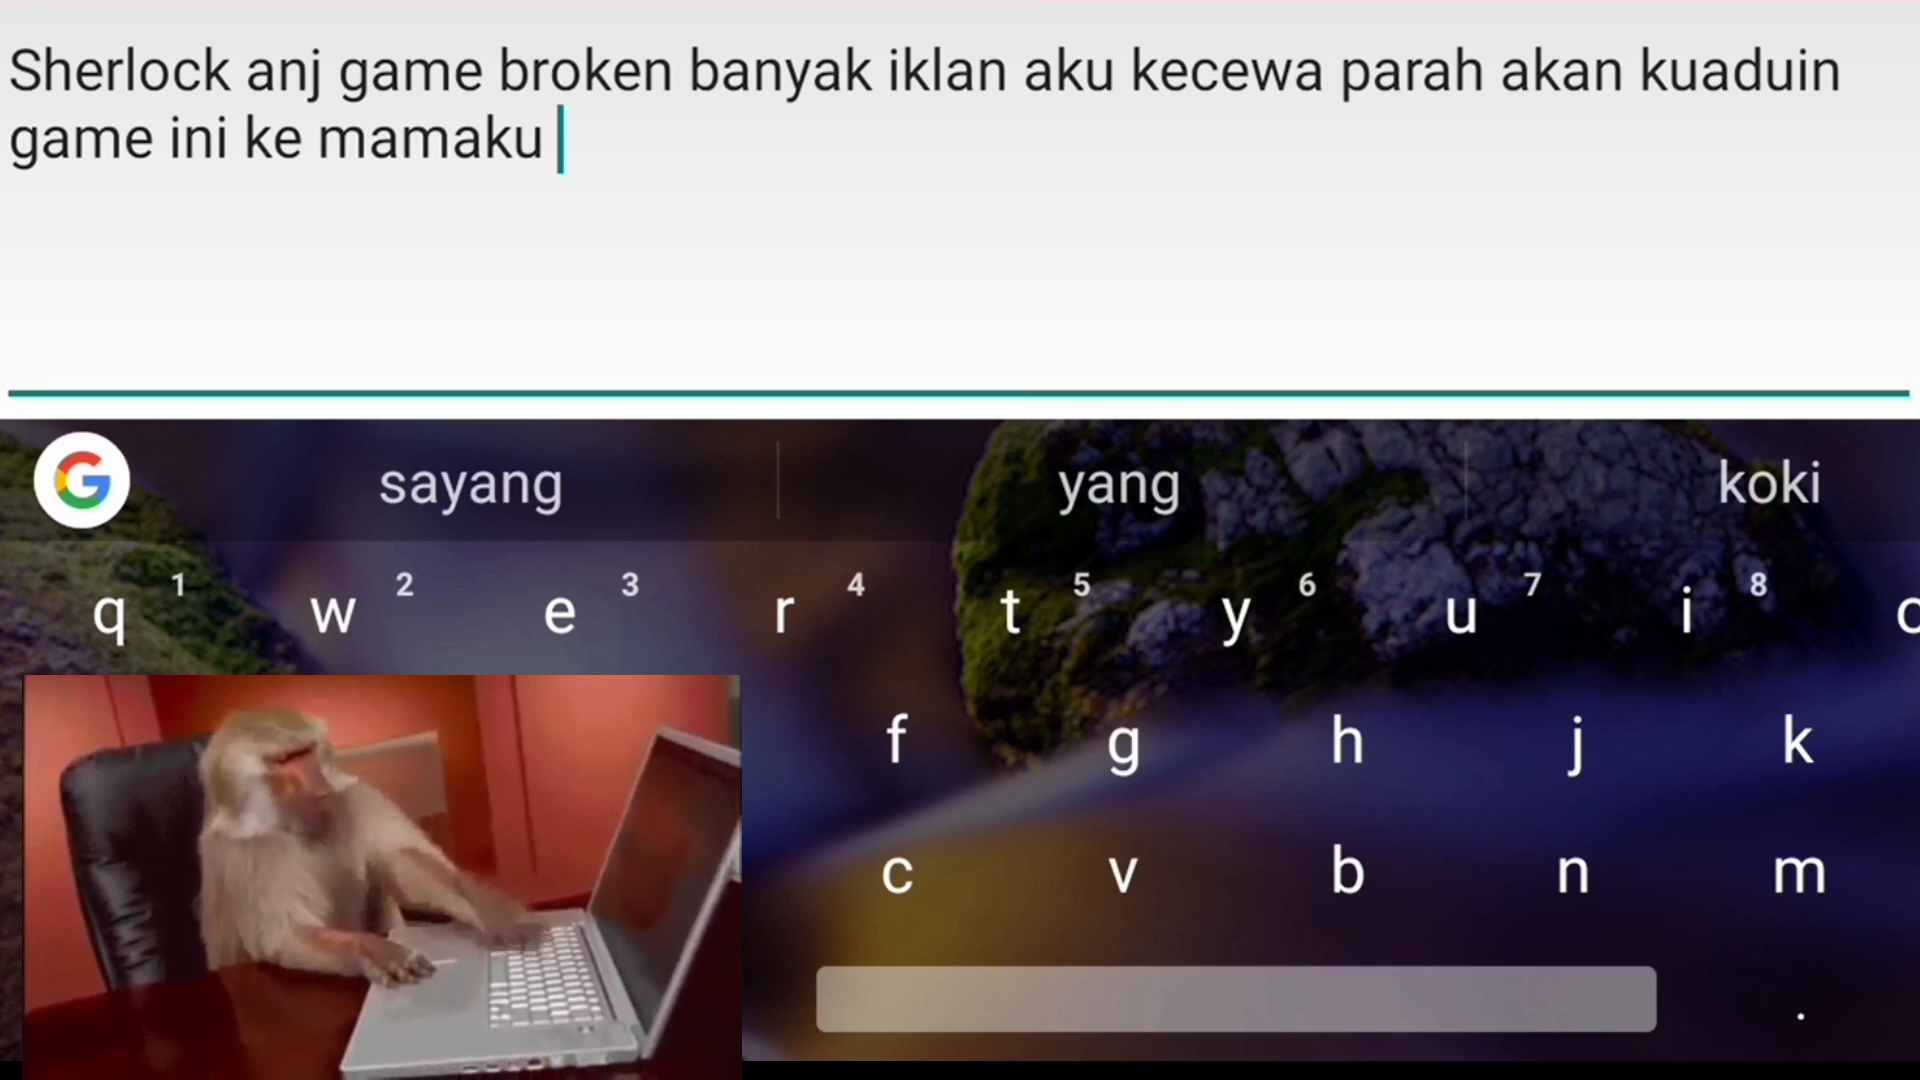 Sherlock anj game broken banyak iklan aku kecewa parah akan kuaduin
game ini ke mamaku
G sayang yang koki
q 1 w 2 e 3 r 4 t 5 y 6 u 7 i 8
f g h j k
c v b n m
.